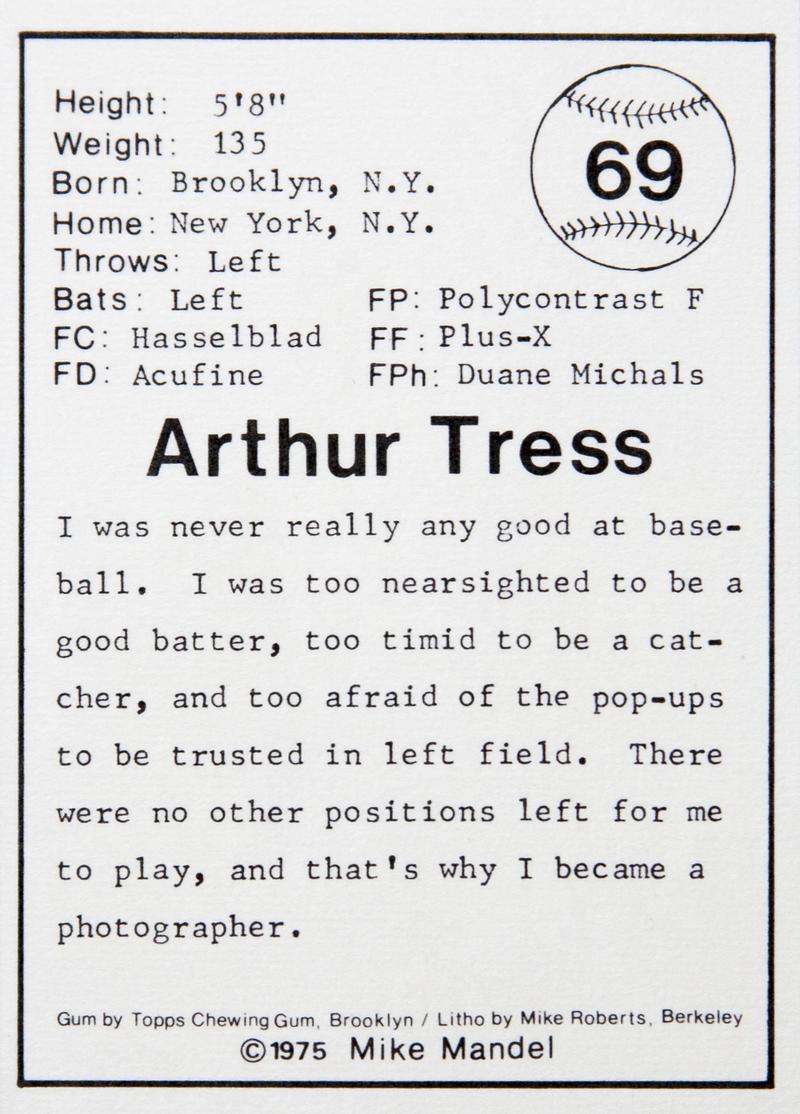 Height: 5'8"
Weight: 135
69
Born: Brooklyn, N.Y.
Home: New York, N.Y.
Throws: Left
Bats: Left FP: Polycontrast F
FC: Hasselblad FF: Plus-X
FD: Acufine FPh: Duane Michals
Arthur Tress
I was never really any good at base-
ball. I was too nearsighted to be a
good batter, too timid to be a cat-
cher, and too afraid of the pop-ups
to be trusted in left field. There
were no other positions left for me
to play, and that's why I became a
photographer.
Gum by Topps Chewing Gum, Brooklyn / Litho by Mike Roberts, Berkeley
©1975 Mike Mandel